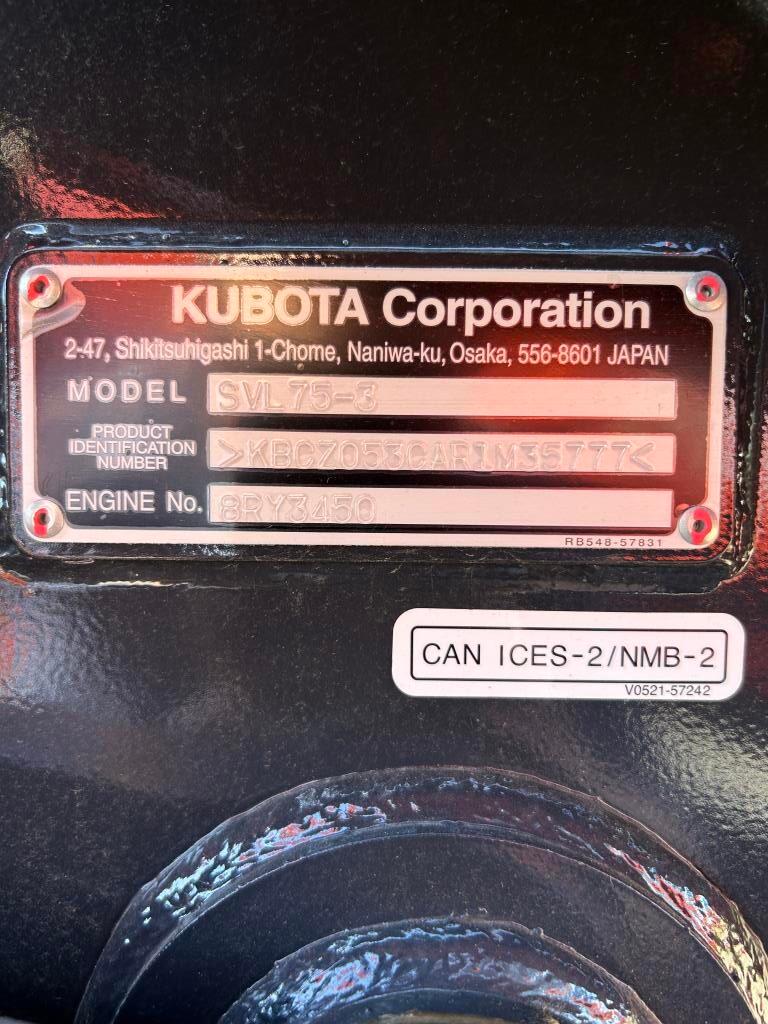 KUBOTA Corporation
2-47, Shikitsuhigashi 1-Chome, Naniwa-ku, Osaka, 556-8601 JAPAN
MODEL SVL75-3
PRODUCT
IDENTIFICATION
NUMBER
>KBCZ053CAR1M35777<
ENGINE No. 8RY3450
RB548-57831
CAN ICES-2/NMB-2
V0521-57242